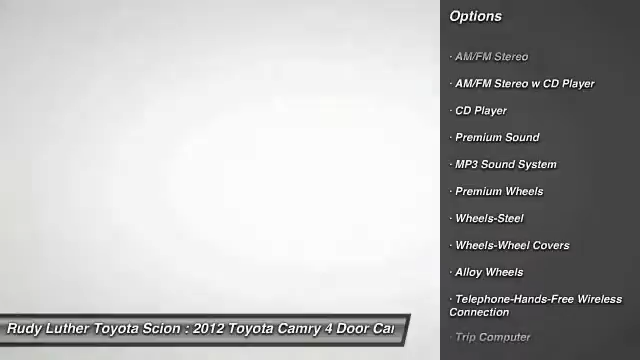 Options
· AM/FM Stereo
· AM/FM Stereo w CD Player
· CD Player
· Premium Sound
· MP3 Sound System
· Premium Wheels
· Wheels-Steel
· Wheels-Wheel Covers
· Alloy Wheels
· Telephone-Hands-Free Wireless
Connection
· Trip Computer
Rudy Luther Toyota Scion : 2012 Toyota Camry 4 Door Car